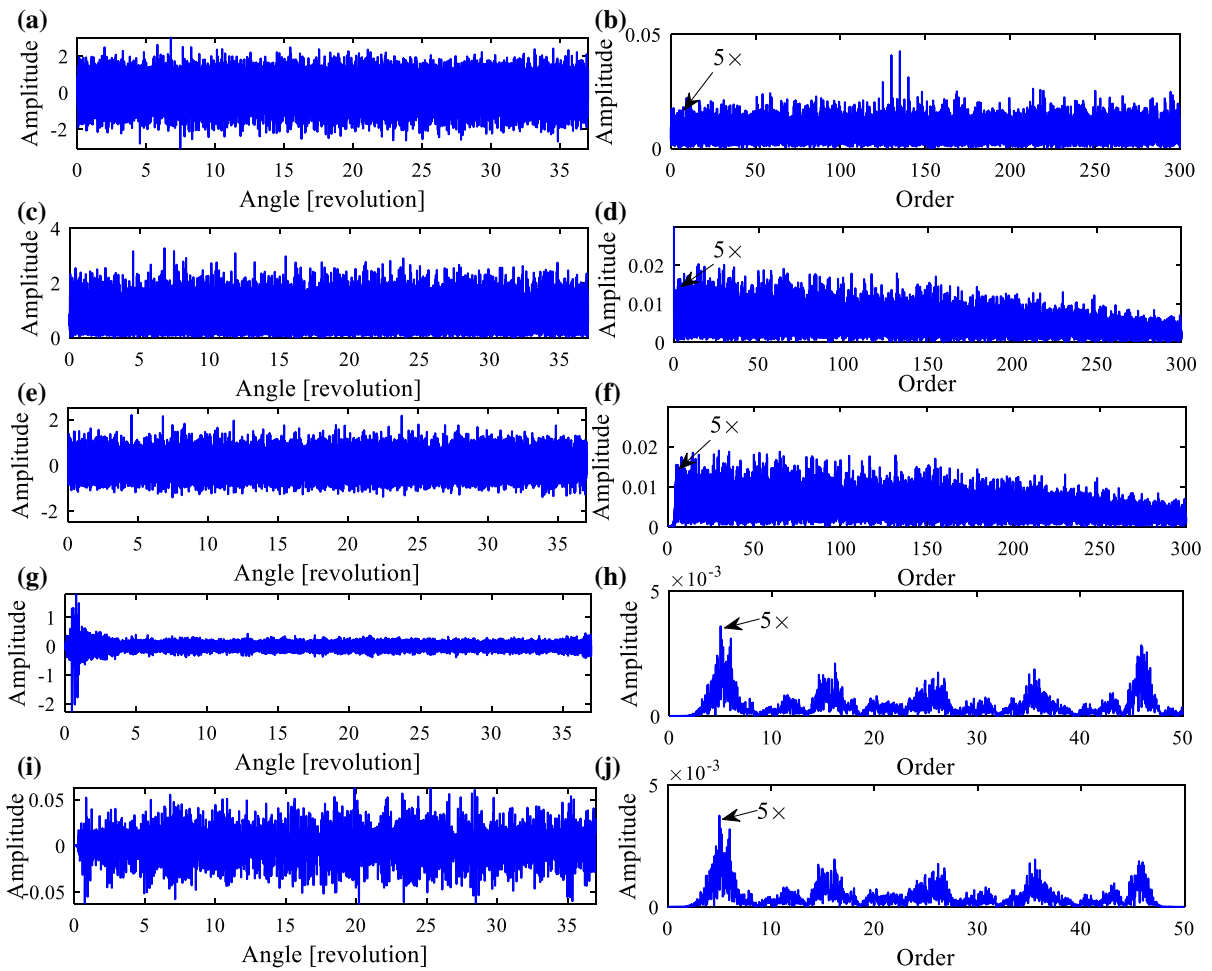 (a)
Amplitude
2
0
-2
0 5 10 15 20 25 30 35
Angle [revolution]
(b)
Amplitude
0.05
0
5×
0 50 100 150 200 250 300
Order
(c)
Amplitude
4
2
0
0 5 10 15 20 25 30 35
Angle [revolution]
(d)
Amplitude
0.02
0.01
0
5×
0 50 100 150 200 250 300
Order
(e)
Amplitude
2
0
-2
0 5 10 15 20 25 30 35
Angle [revolution]
(f)
Amplitude
0.02
0.01
0
5×
0 50 100 150 200 250 300
Order
(g)
Amplitude
1
0
-1
-2
0 5 10 15 20 25 30 35
Angle [revolution]
(h)
Amplitude
×10-3
5
0
5×
0 10 20 30 40 50
Order
(i)
Amplitude
0.05
0
-0.05
0 5 10 15 20 25 30 35
Angle [revolution]
(j)
Amplitude
×10-3
5
0
5×
0 10 20 30 40 50
Order